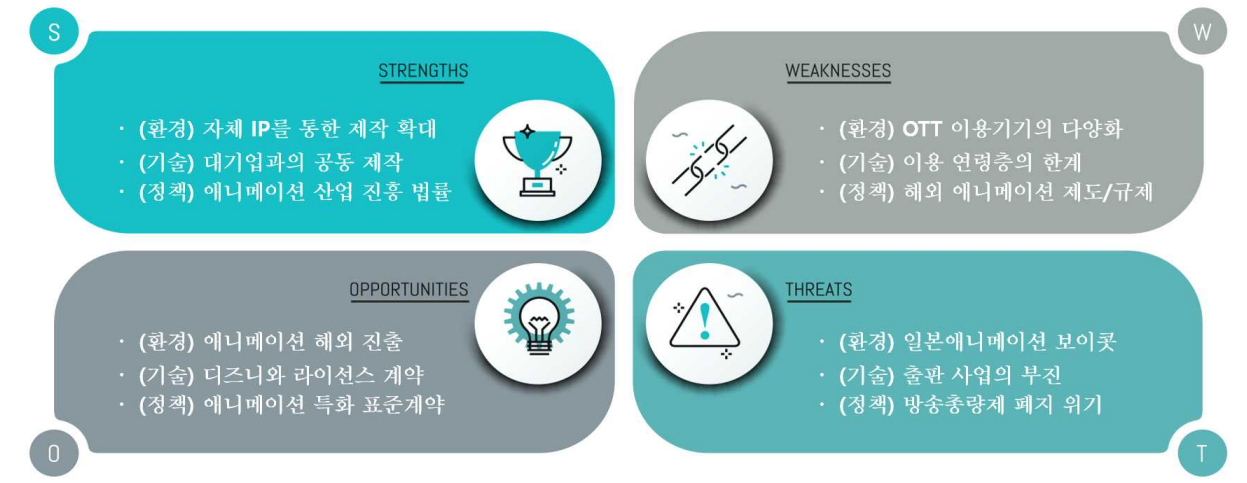 S
STRENGTHS
· (환경) 자체 IP를 통한 제작 확대
· (기술) 대기업과의 공동 제작
· (정책) 애니메이션 산업 진흥 법률
W
WEAKNESSES
· (환경) OTT 이용기기의 다양화
· (기술) 이용 연령층의 한계
· (정책) 해외 애니메이션 제도/규제
OPPORTUNITIES
· (환경) 애니메이션 해외 진출
· (기술) 디즈니와 라이선스 계약
· (정책) 애니메이션 특화 표준계약
O
THREATS
· (환경) 일본애니메이션 보이콧
· (기술) 출판 사업의 부진
· (정책) 방송총량제 폐지 위기
T